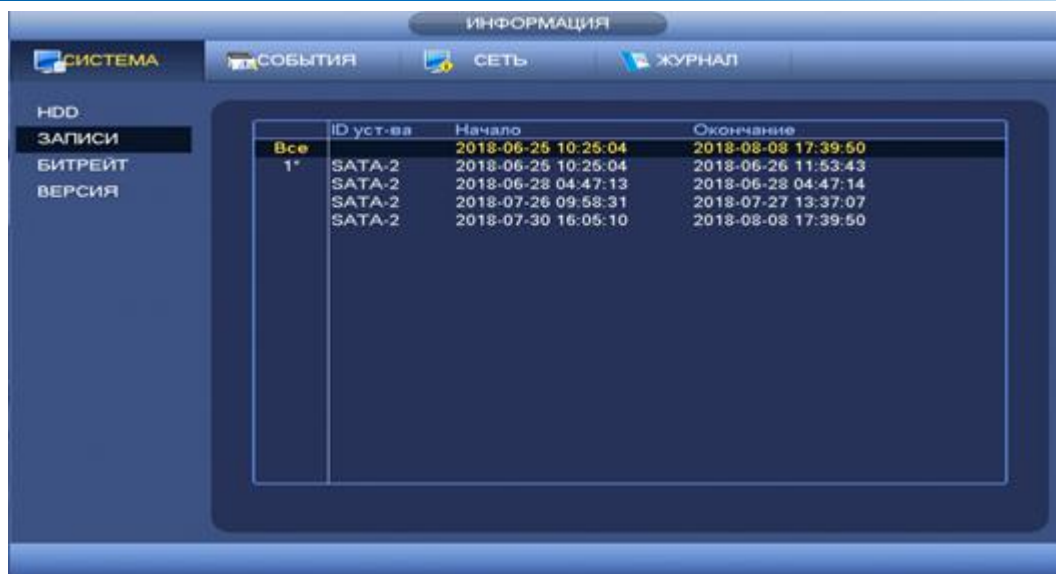 ИНФОРМАЦИЯ
СИСТЕМА СОБЫТИЯ СЕТЬ ЖУРНАЛ
HDD
ЗАПИСИ
БИТРЕЙТ
ВЕРСИЯ
ID уст-ва Начало Окончание
Все 2018-06-25 10:25:04 2018-08-08 17:39:50
1* SATA-2 2018-06-25 10:25:04 2018-06-26 11:53:43
SATA-2 2018-06-28 04:47:13 2018-06-28 04:47:14
SATA-2 2018-07-26 09:58:31 2018-07-27 13:37:07
SATA-2 2018-07-30 16:05:10 2018-08-08 17:39:50